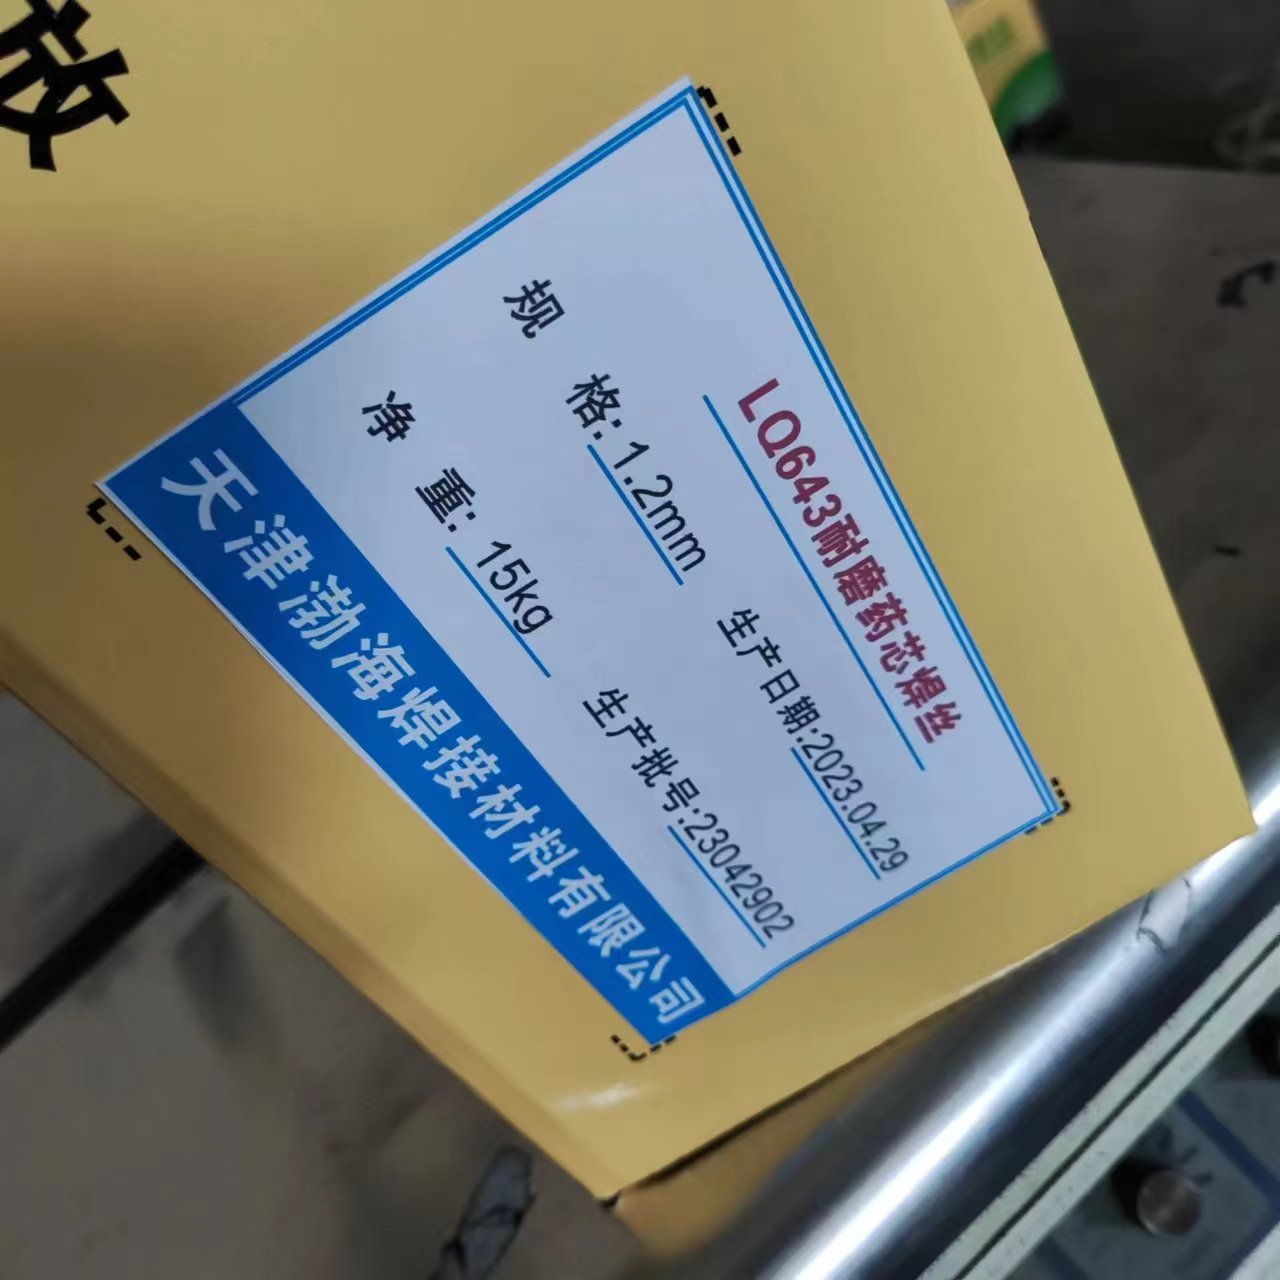 放
LQ643耐磨药芯焊丝
规 格:1.2mm 生产日期:2023.04.29
净 重:15kg 生产批号:23042902
天津渤海焊接材料有限公司